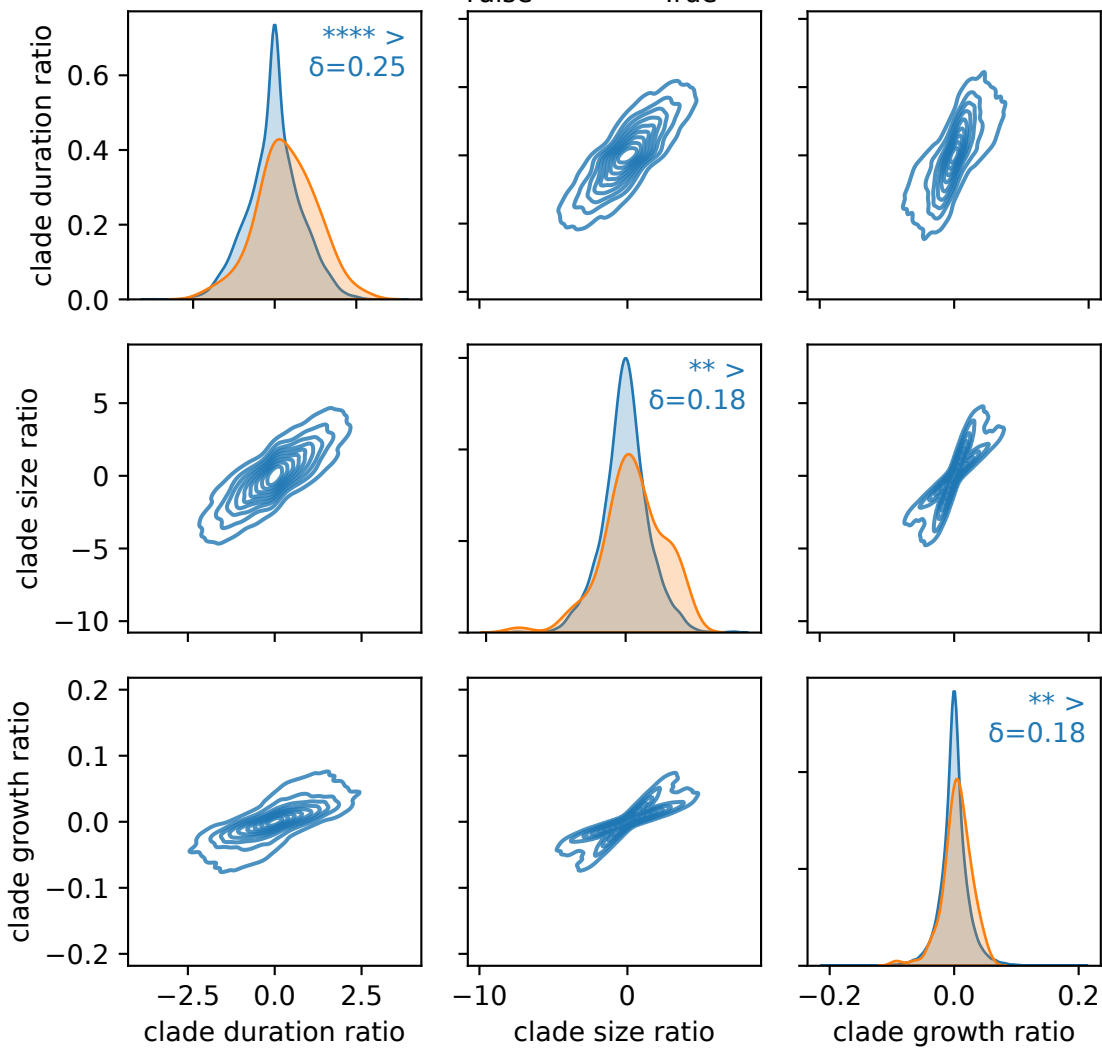 False True
clade duration ratio
0.6
0.4
0.2
0.0
**** >
δ=0.25
clade size ratio
5
0
−5
−10
** >
δ=0.18
clade growth ratio
0.2
0.1
0.0
−0.1
−0.2
** >
δ=0.18
−2.5 0.0 2.5
−10 0
−0.2 0.0 0.2
clade duration ratio
clade size ratio
clade growth ratio